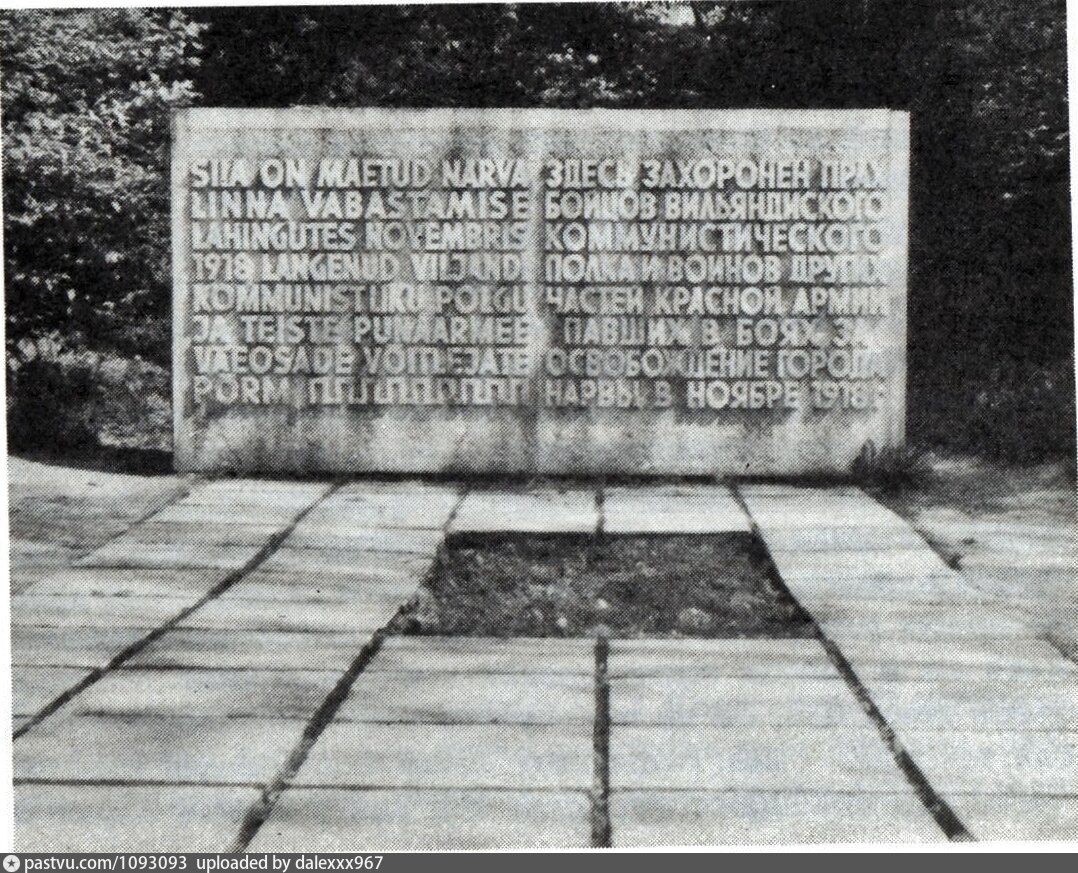 SIIA ON MAETUD NARVA
LINNA VABASTAMISE
LAHINGUTES NOVEMBRIS
1918 LANGENUD VILJANDI
KOMMUNISTLIKU POLGU
JA TEISTE PUNAARMEE
VAEOSADE VOITLEJATE
PORM
ЗДЕСЬ ЗАХОРОНЕН ПРАХ
БОЙЦОВ ВИЛЬЯНДИСКОГО
КОММУНИСТИЧЕСКОГО
ПОЛКА И ВОИНОВ ДРУГИХ
ЧАСТЕЙ КРАСНОЙ АРМИИ
ПАВШИХ В БОЯХ ЗА
ОСВОБОЖДЕНИЕ ГОРОДА
НАРВЫ В НОЯБРЕ 1918 Г
pastvu.com/1093093 uploaded by dalexxx967